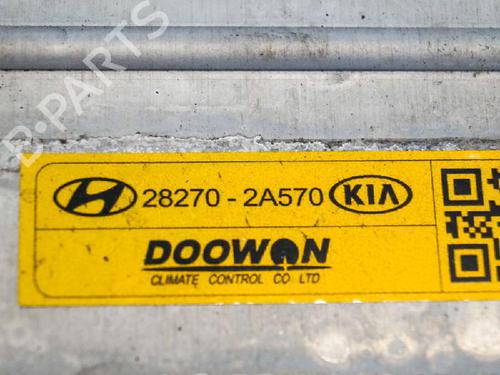 B-PARTS
28270 - 2A570 KIA
DOOWON
CLIMATE CONTROL CO LTD